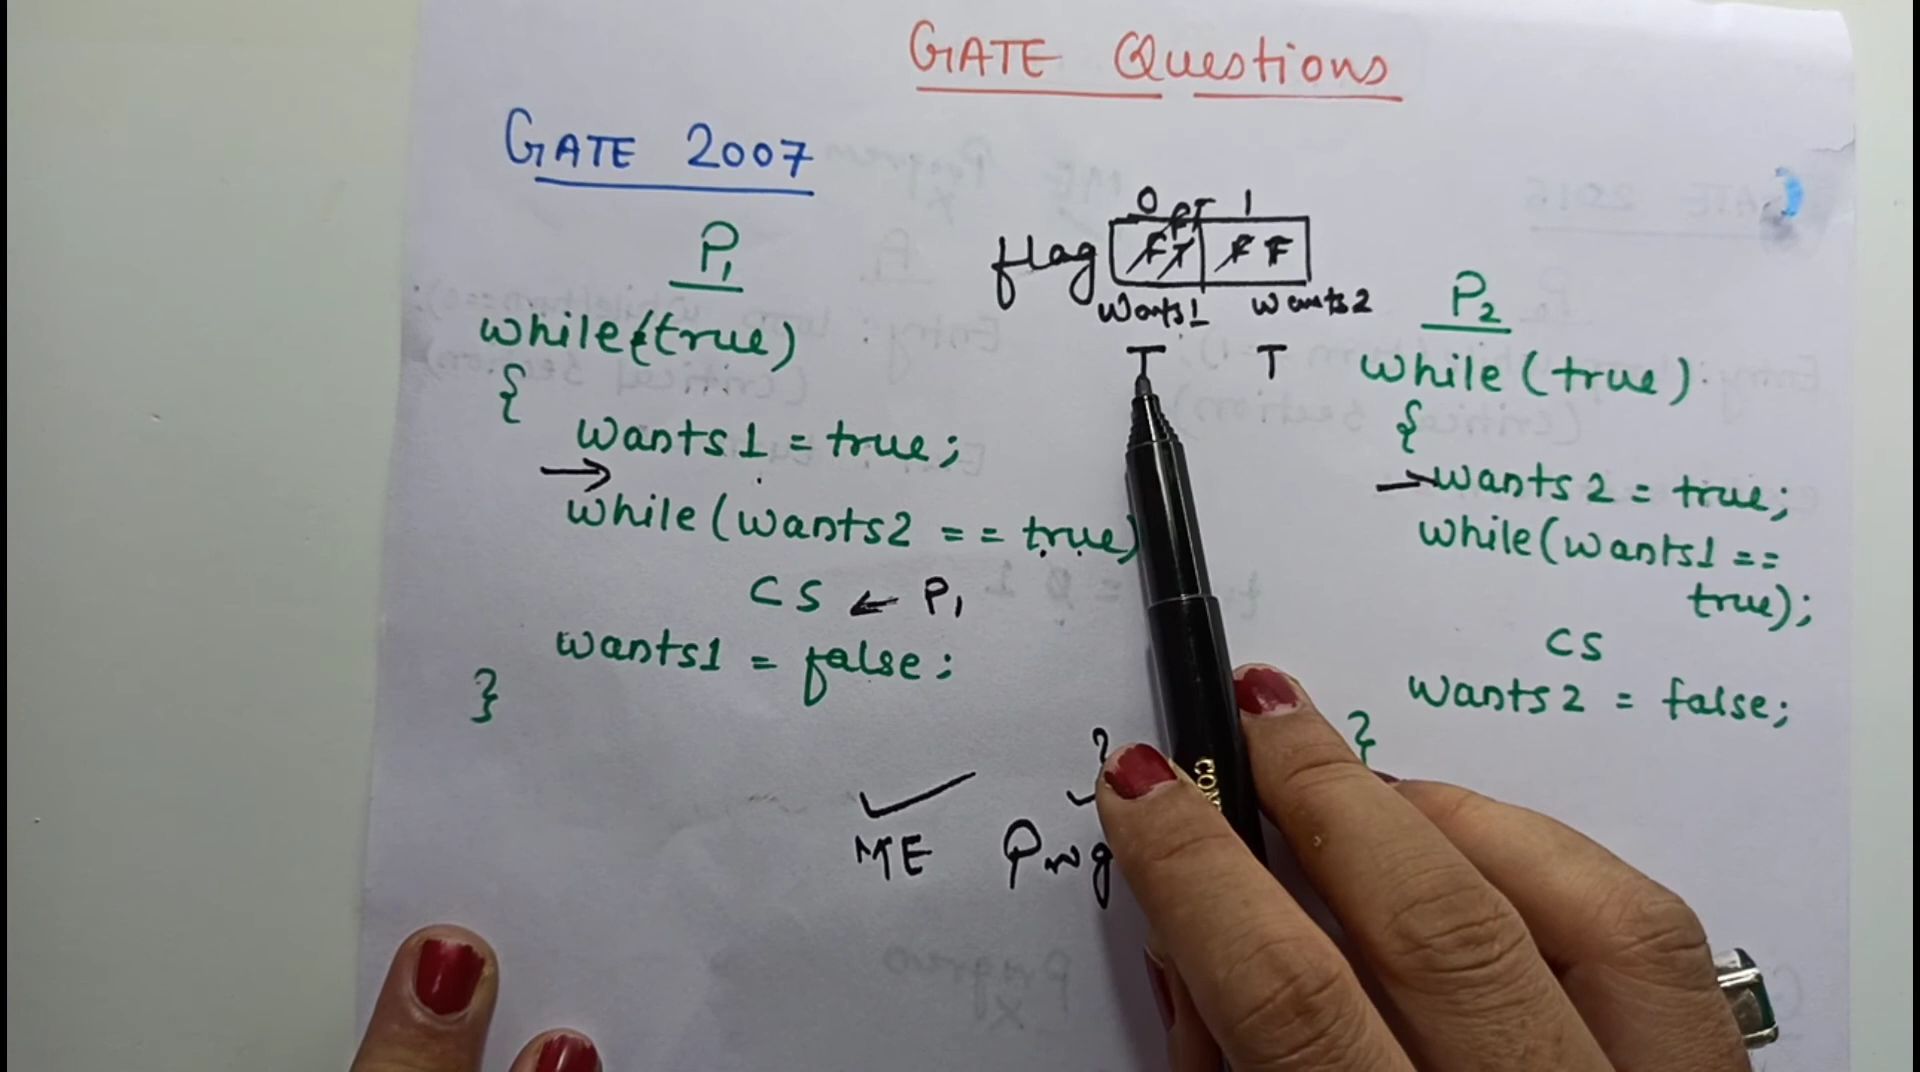 GATE Questions
GATE 2007
0 1
flag F T F F
wants1 wants2
T T
P1
while(true)
{
wants1 = true;
while(wants2 == true)
CS ← P1
wants1 = false;
}
P2
while(true)
{
wants2 = true;
while(wants1 ==
true);
CS
wants2 = false;
}
ME Prog